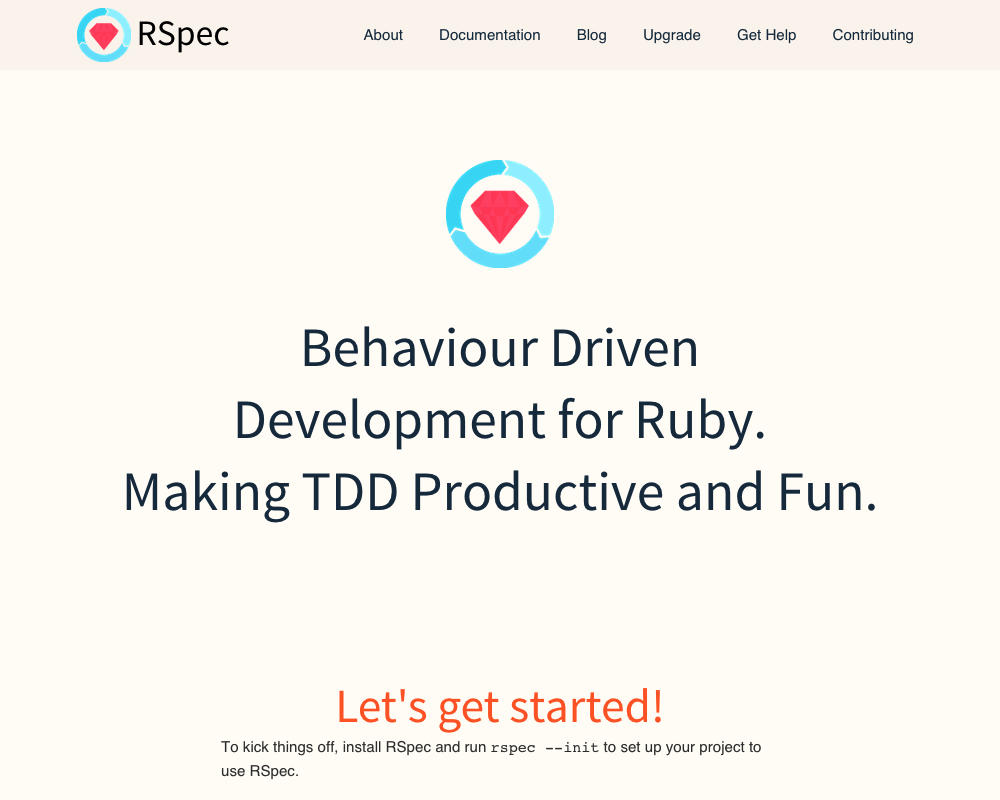 RSpec
About Documentation Blog Upgrade Get Help Contributing
Behaviour Driven
Development for Ruby.
Making TDD Productive and Fun.
Let's get started!
To kick things off, install RSpec and run rspec --init to set up your project to
use RSpec.